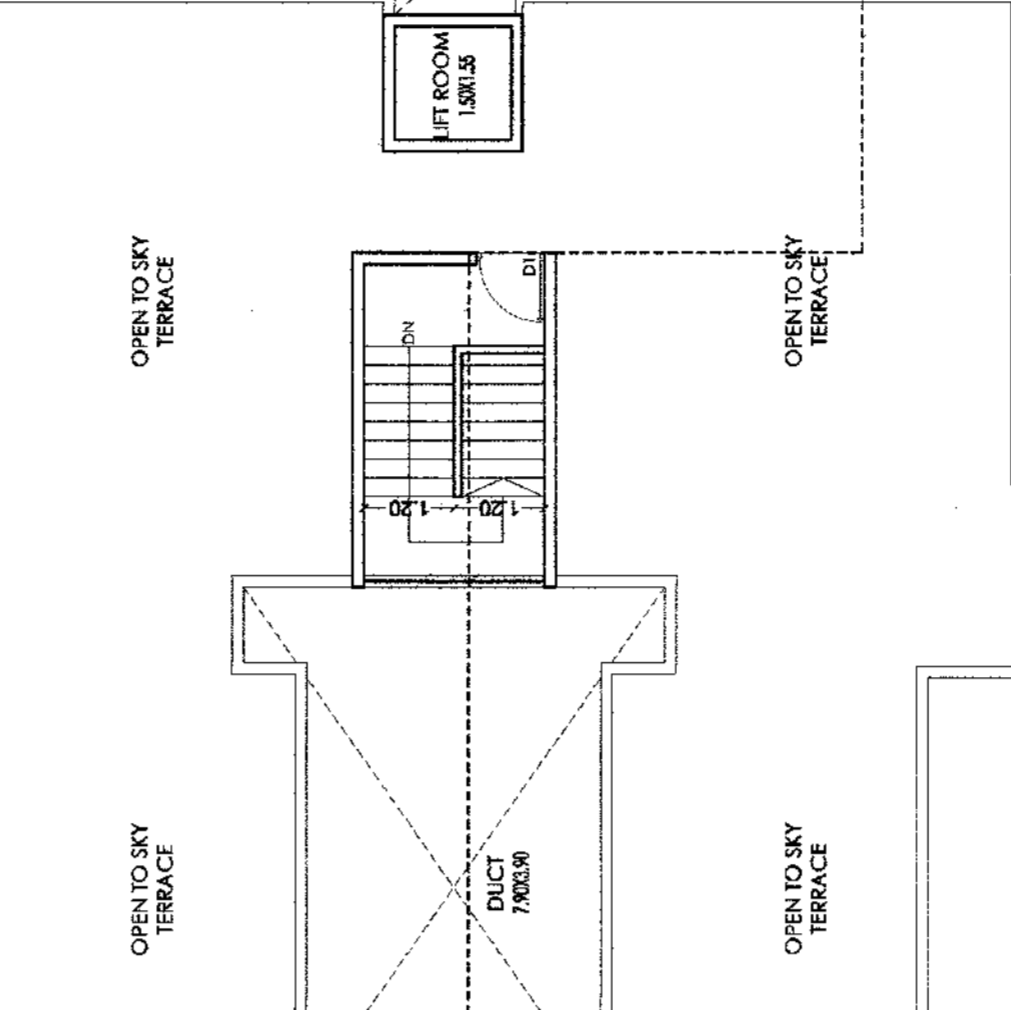 LIFT ROOM
1.50X1.55
OPEN TO SKY
TERRACE
OPEN TO SKY
TERRACE
D1
DN
1.20
1.20
DUCT
7.90X3.90
OPEN TO SKY
TERRACE
OPEN TO SKY
TERRACE